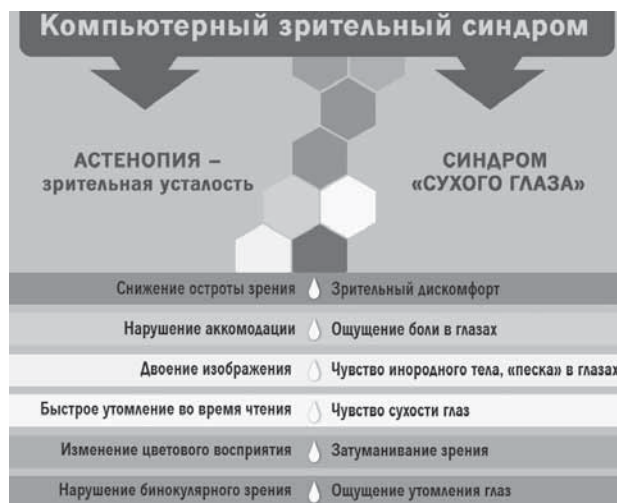 Компьютерный зрительный синдром
АСТЕНОПИЯ –
зрительная усталость
СИНДРОМ
«СУХОГО ГЛАЗА»
Снижение остроты зрения Зрительный дискомфорт
Нарушение аккомодации Ощущение боли в глазах
Двоение изображения Чувство инородного тела, «песка» в глазах
Быстрое утомление во время чтения Чувство сухости глаз
Изменение цветового восприятия Затуманивание зрения
Нарушение бинокулярного зрения Ощущение утомления глаз